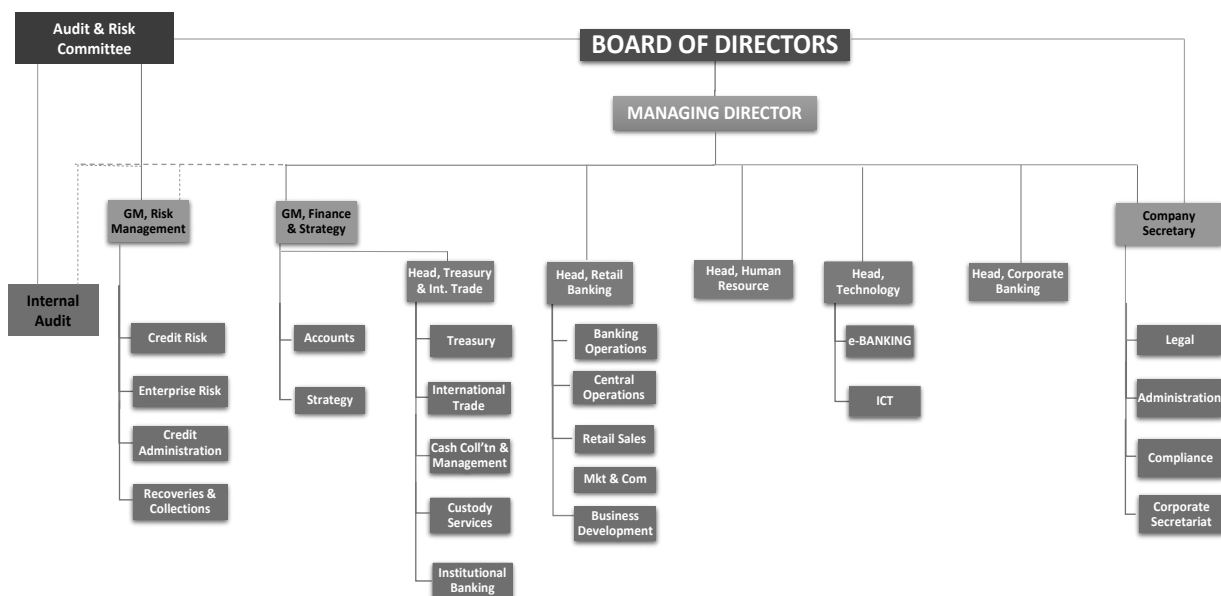 Audit & Risk
Committee
BOARD OF DIRECTORS
MANAGING DIRECTOR
GM, Risk
Management
GM, Finance
& Strategy
Company
Secretary
Head, Treasury
& Int. Trade
Head, Retail
Banking
Head, Human
Resource
Head,
Technology
Head, Corporate
Banking
Internal
Audit
Credit Risk
Enterprise Risk
Credit
Administration
Recoveries &
Collections
Accounts
Strategy
Treasury
International
Trade
Cash Coll’tn &
Management
Custody
Services
Institutional
Banking
Banking
Operations
Central
Operations
Retail Sales
Mkt & Com
Business
Development
e-BANKING
ICT
Legal
Administration
Compliance
Corporate
Secretariat